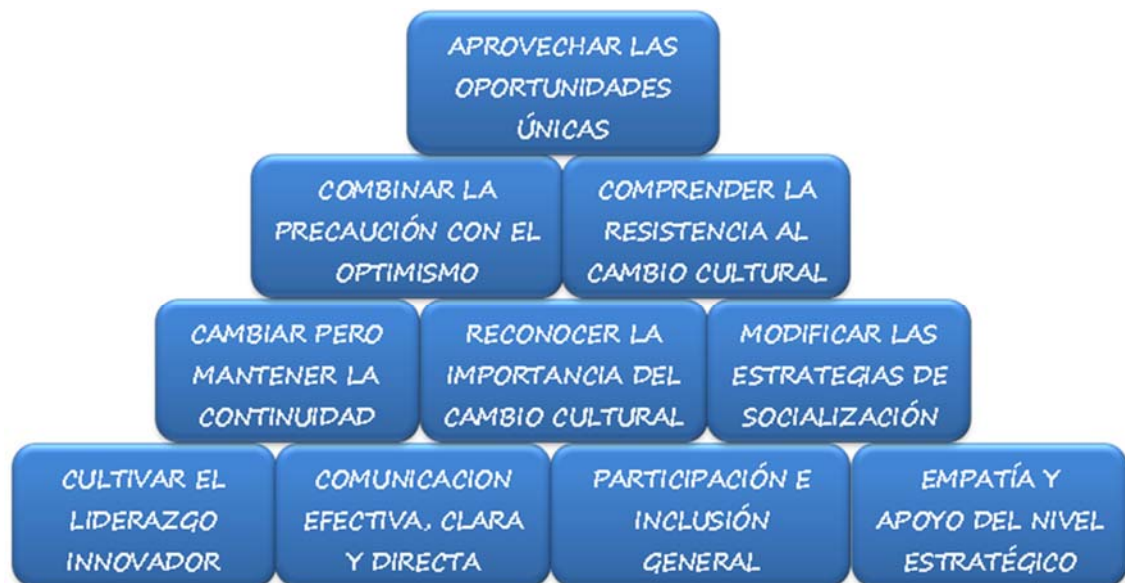 APROVECHAR LAS
OPORTUNIDADES
ÚNICAS
COMBINAR LA
PRECAUCIÓN CON EL
OPTIMISMO
COMPRENDER LA
RESISTENCIA AL
CAMBIO CULTURAL
CAMBIAR PERO
MANTENER LA
CONTINUIDAD
RECONOCER LA
IMPORTANCIA DEL
CAMBIO CULTURAL
MODIFICAR LAS
ESTRATEGIAS DE
SOCIALIZACIÓN
CULTIVAR EL
LIDERAZGO
INNOVADOR
COMUNICACION
EFECTIVA, CLARA
Y DIRECTA
PARTICIPACIÓN E
INCLUSIÓN
GENERAL
EMPATÍA Y
APOYO DEL NIVEL
ESTRATÉGICO